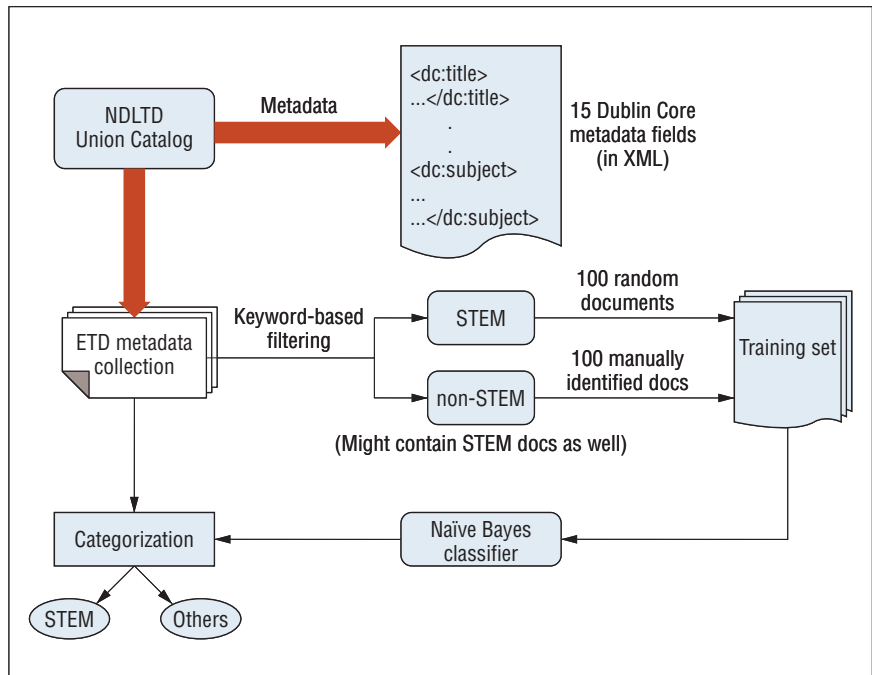 NDLTD
Union Catalog
Metadata
<dc:title>
...</dc:title>
.
.
<dc:subject>
...
...</dc:subject>
15 Dublin Core
metadata fields
(in XML)
ETD metadata
collection
Keyword-based
filtering
STEM
non-STEM
(Might contain STEM docs as well)
100 random
documents
100 manually
identified docs
Training set
Categorization
Naïve Bayes
classifier
STEM
Others